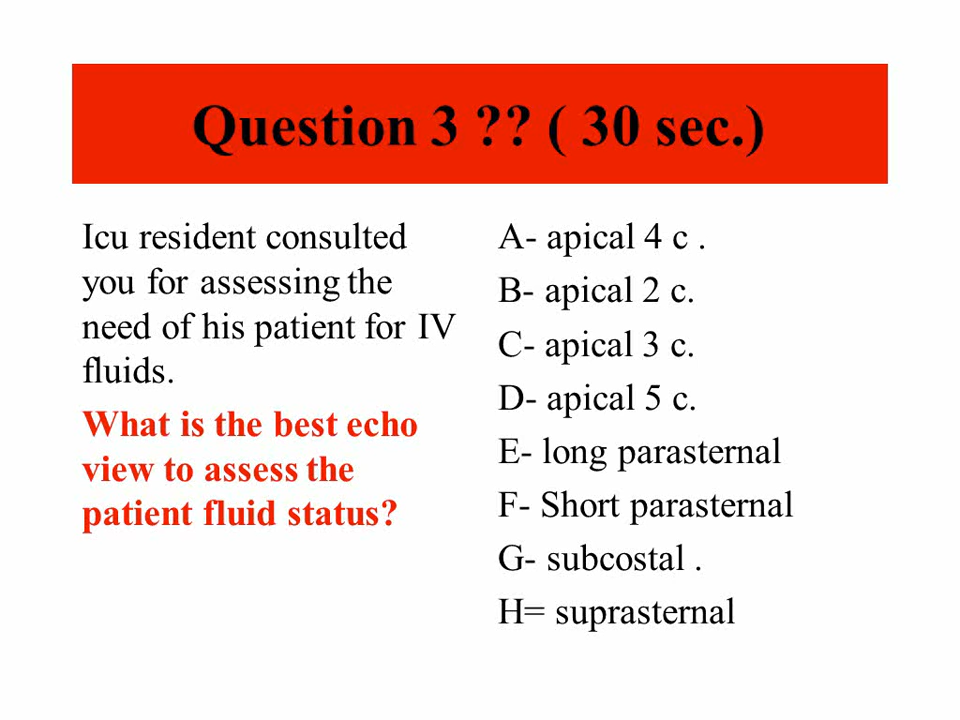 Question 3 ?? ( 30 sec.)
Icu resident consulted
you for assessing the
need of his patient for IV
fluids.
What is the best echo
view to assess the
patient fluid status?
A- apical 4 c .
B- apical 2 c.
C- apical 3 c.
D- apical 5 c.
E- long parasternal
F- Short parasternal
G- subcostal .
H= suprasternal